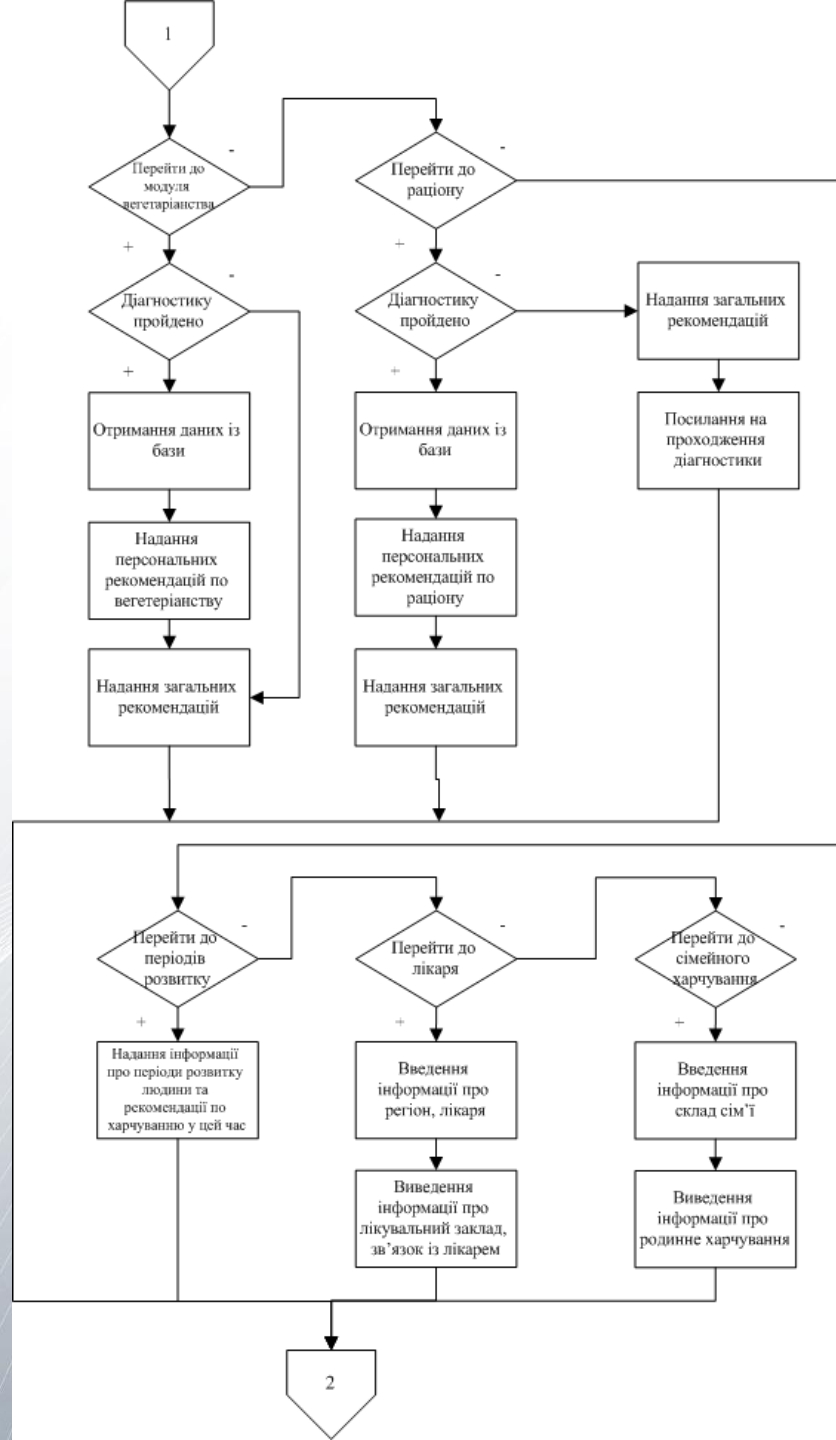 1
-
Перейти до
модуля
вегетаріанства
+
-
Перейти до
раціону
+
-
Діагностику
пройдено
+
-
Діагностику
пройдено
+
Надання загальних
рекомендацій
Отримання даних із
бази
Отримання даних із
бази
Посилання на
проходження
діагностики
Надання
персональних
рекомендацій по
вегетеріанству
Надання
персональних
рекомендацій по
раціону
Надання загальних
рекомендацій
Надання загальних
рекомендацій
-
Перейти до
періодів
розвитку
+
-
Перейти до
лікаря
+
-
Перейти до
сімейного
харчування
+
Надання інформації
про періоди розвитку
людини та
рекомендації по
харчуванню у цей час
Введення
інформації про
регіон, лікаря
Введення
інформації про
склад сім’ї
Виведення
інформації про
лікувальний заклад,
зв’язок із лікарем
Виведення
інформації про
родинне харчування
2